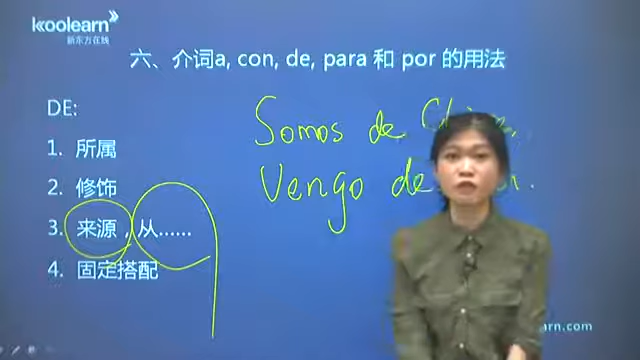 koolearn
新东方在线
六、介词a, con, de, para 和 por 的用法
DE:
1. 所属
2. 修饰
3. 来源，从……
4. 固定搭配
Somos de
Vengo de